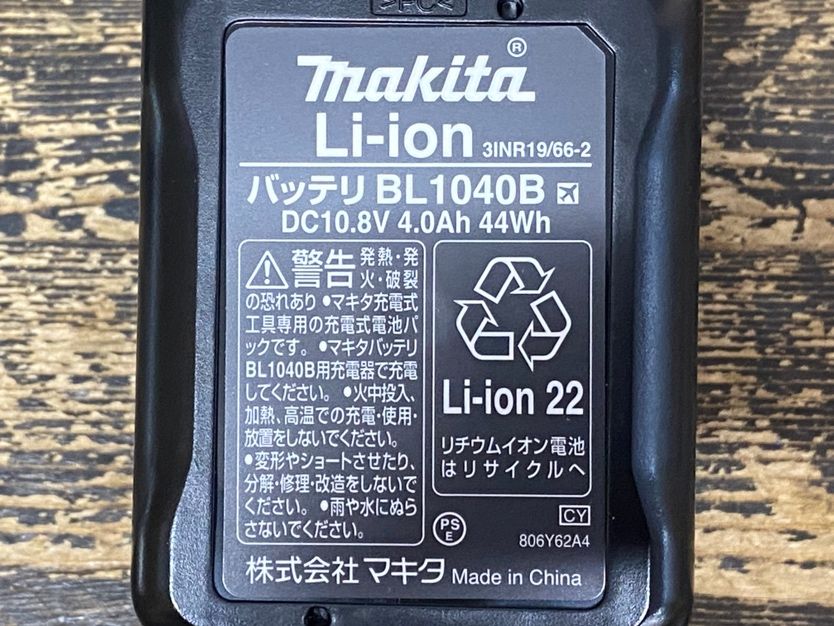 >PC<
makita®
Li-ion 3INR19/66-2
バッテリ BL1040B
DC10.8V 4.0Ah 44Wh
警告 発熱・発
火・破裂
の恐れあり ●マキタ充電式
工具専用の充電式電池パ
ックです。●マキタバッテリ
BL1040B用充電器で充電
してください。●火中投入、
加熱、高温での充電・使用・
放置をしないでください。
●変形やショートさせたり、
分解・修理・改造をしないで
ください。●雨や水にぬら
さないでください。
Li-ion 22
リチウムイオン電池
はリサイクルへ
PS
E
CY
806Y62A4
株式会社マキタ Made in China